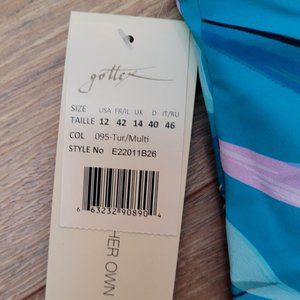 gottex
SIZE USA FR/IL UK D IT/RU
TAILLE 12 42 14 40 46
COL 095-Tur/Multi
STYLE No E22011B26
6 63232 90890 4
HER OWN